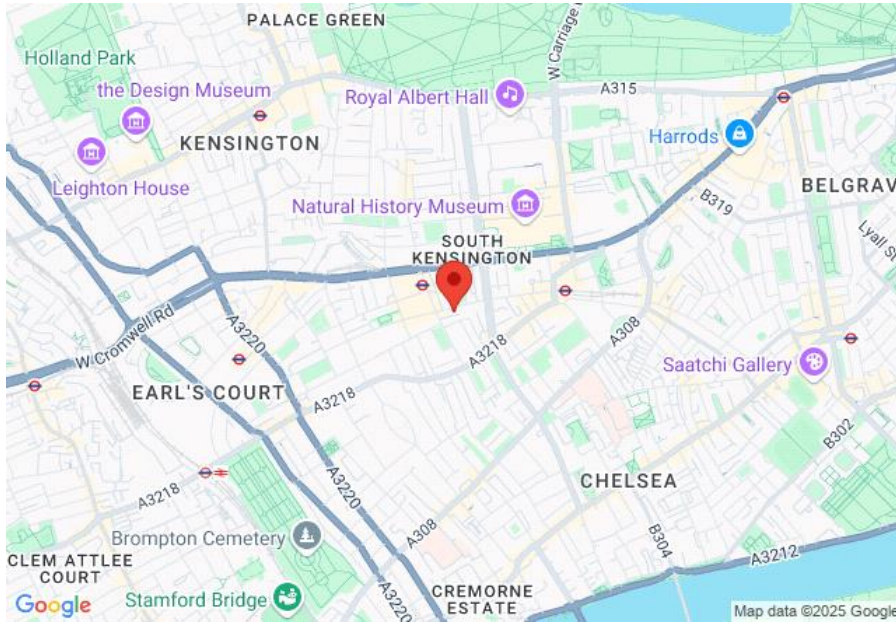 PALACE GREEN
Holland Park
the Design Museum
KENSINGTON
Leighton House
Royal Albert Hall
W Carriage
A315
Harrods
B319
BELGRAV
Lyall St
Natural History Museum
SOUTH
KENSINGTON
W Cromwell Rd
A3220
EARL'S COURT
A3218
A3218
A308
Saatchi Gallery
B302
A3218
A3220
A308
CHELSEA
B304
A3212
Brompton Cemetery
CLEM ATTLEE
COURT
Stamford Bridge
A3220
CREMORNE
ESTATE
Google
Map data ©2025 Google